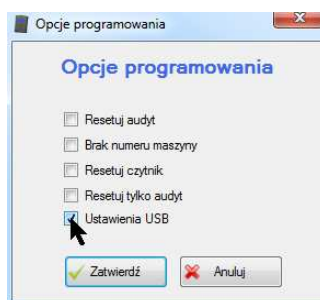 Opcje programowania
Opcje programowania
Resetuj audyt
Brak numeru maszyny
Resetuj czytnik
Resetuj tylko audyt
Ustawienia USB
Zatwierdź
Anuluj